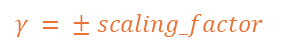 γ = ± scaling_factor